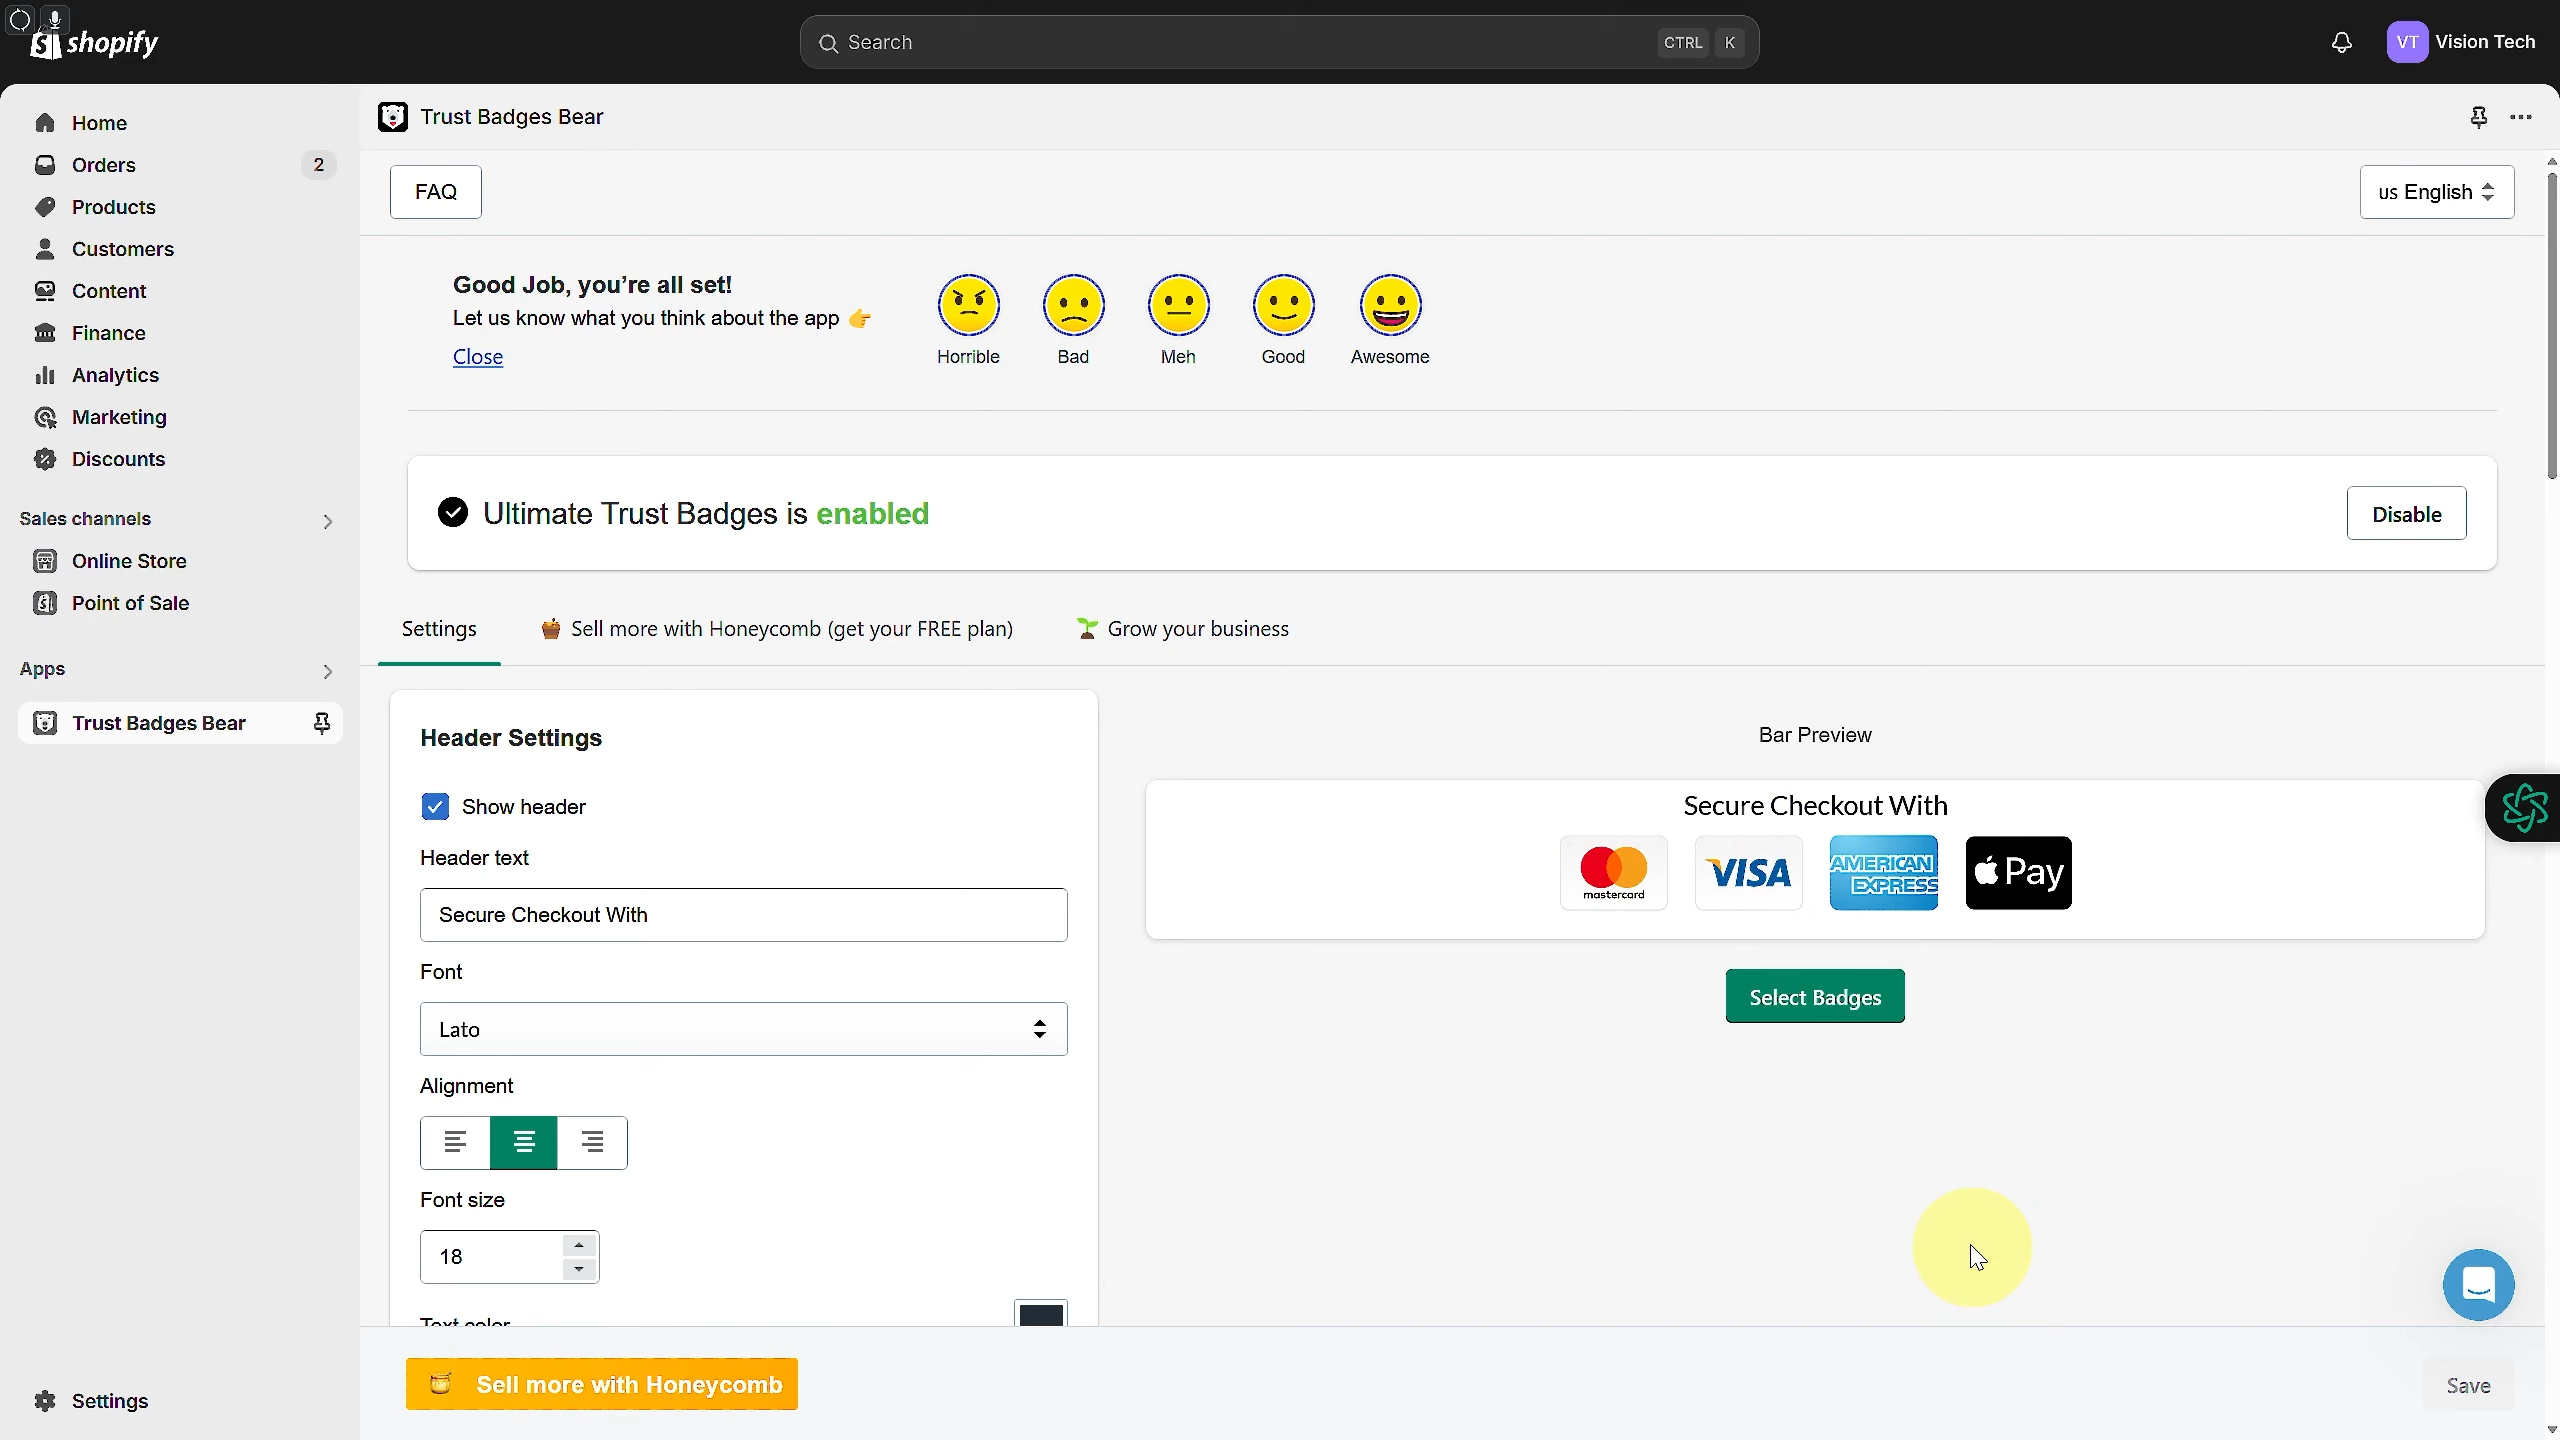 shopify
Search
CTRL K
VT Vision Tech
Home
Orders 2
Products
Customers
Content
Finance
Analytics
Marketing
Discounts
Sales channels
Online Store
Point of Sale
Apps
Trust Badges Bear
Settings
Trust Badges Bear
FAQ
us English
Good Job, you’re all set!
Let us know what you think about the app
Close
Horrible
Bad
Meh
Good
Awesome
Ultimate Trust Badges is enabled
Disable
Settings
Sell more with Honeycomb (get your FREE plan)
Grow your business
Header Settings
Show header
Header text
Secure Checkout With
Font
Lato
Alignment
Font size
18
Text color
Bar Preview
Secure Checkout With
mastercard
VISA
AMERICAN
EXPRESS
Pay
Select Badges
Sell more with Honeycomb
Save